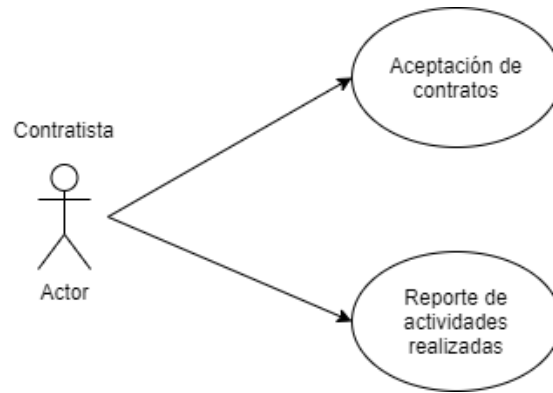 Aceptación de
contratos
Contratista
Actor
Reporte de
actividades
realizadas